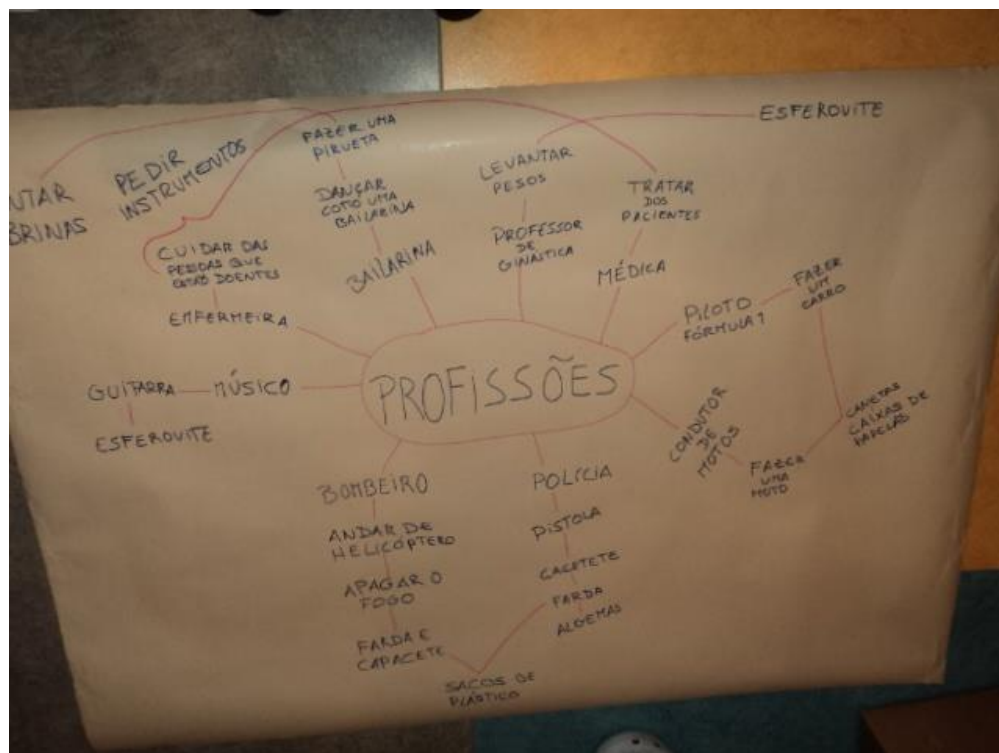 ESFEROVITE
FAZER UMA
PIRUETA
PEDIR
INSTRUMENTOS
LEVANTAR
PESOS
TRATAR
DOS
PACIENTES
UTAR
BRINAS
DANÇAR
COMO UMA
BAILARINA
CUIDAR DAS
PESSOAS QUE
ESTÃO DOENTES
BAILARINA
PROFESSOR
DE
GINÁSTICA
MÉDICA
ENFERMEIRA
PILOTO
FÓRMULA 1
FAZER
UM
CARRO
GUITARRA
MÚSICO
ESFEROVITE
PROFISSÕES
CONDUTOR
DE
MOTOS
FAZER
UMA
MOTO
CANETAS
CAIXAS DE
BOMBEIRO
ANDAR DE
HELICÓPTERO
APAGAR O
FOGO
FARDA E
CAPACETE
POLÍCIA
PISTOLA
CACETETE
FARDA
ALGEMAS
SACOS DE
PLÁSTICO